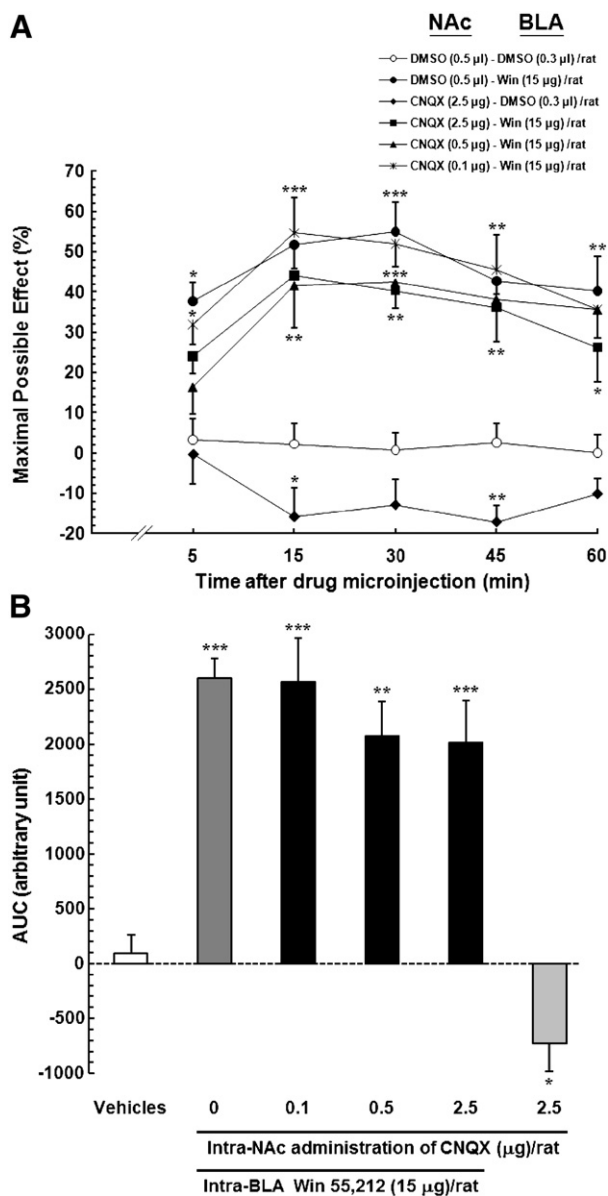 A
NAc BLA
DMSO (0.5 µl) - DMSO (0.3 µl) /rat
DMSO (0.5 µl) - Win (15 µg) /rat
CNQX (2.5 µg) - DMSO (0.3 µl) /rat
CNQX (2.5 µg) - Win (15 µg) /rat
CNQX (0.5 µg) - Win (15 µg) /rat
CNQX (0.1 µg) - Win (15 µg) /rat
Maximal Possible Effect (%)
70
60
50
40
30
20
10
0
-10
-20
*** ***
** **
* *
***
** ** **
*
* **
5 15 30 45 60
Time after drug microinjection (min)
B
AUC (arbitrary unit)
3000
2500
2000
1500
1000
500
0
-500
-1000
*** *** ** ***
*
Vehicles 0 0.1 0.5 2.5 2.5
Intra-NAc administration of CNQX (µg)/rat
Intra-BLA Win 55,212 (15 µg)/rat